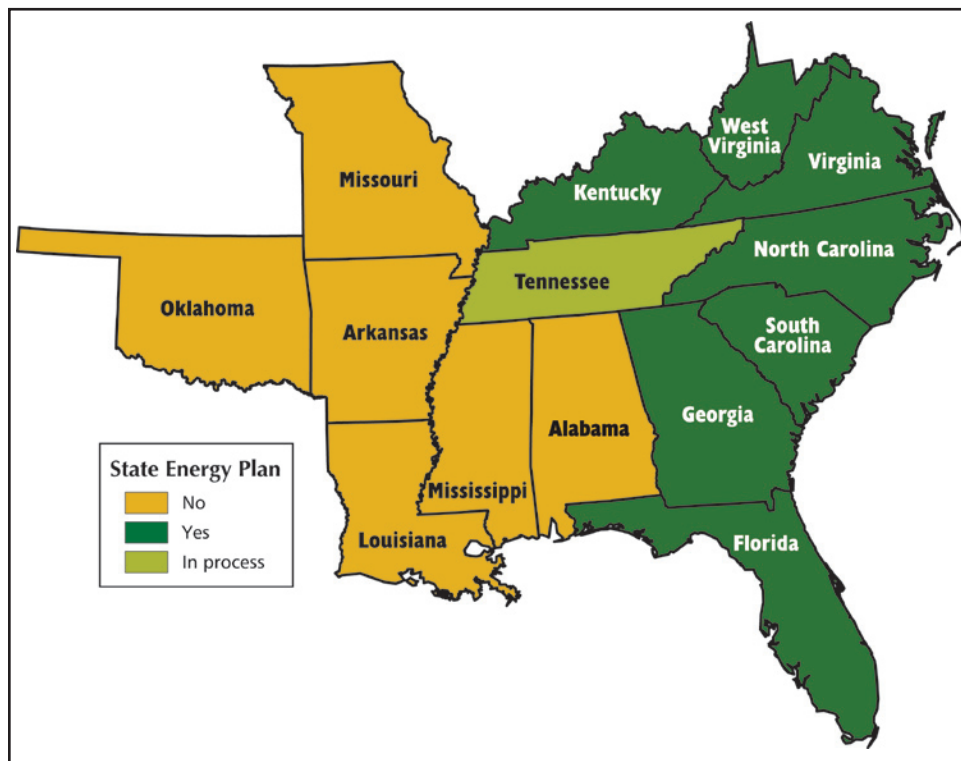 West
Virginia
Virginia
Missouri
Kentucky
North Carolina
Tennessee
Oklahoma
Arkansas
South
Carolina
Georgia
Alabama
State Energy Plan
No
Yes
In process
Mississippi
Louisiana
Florida